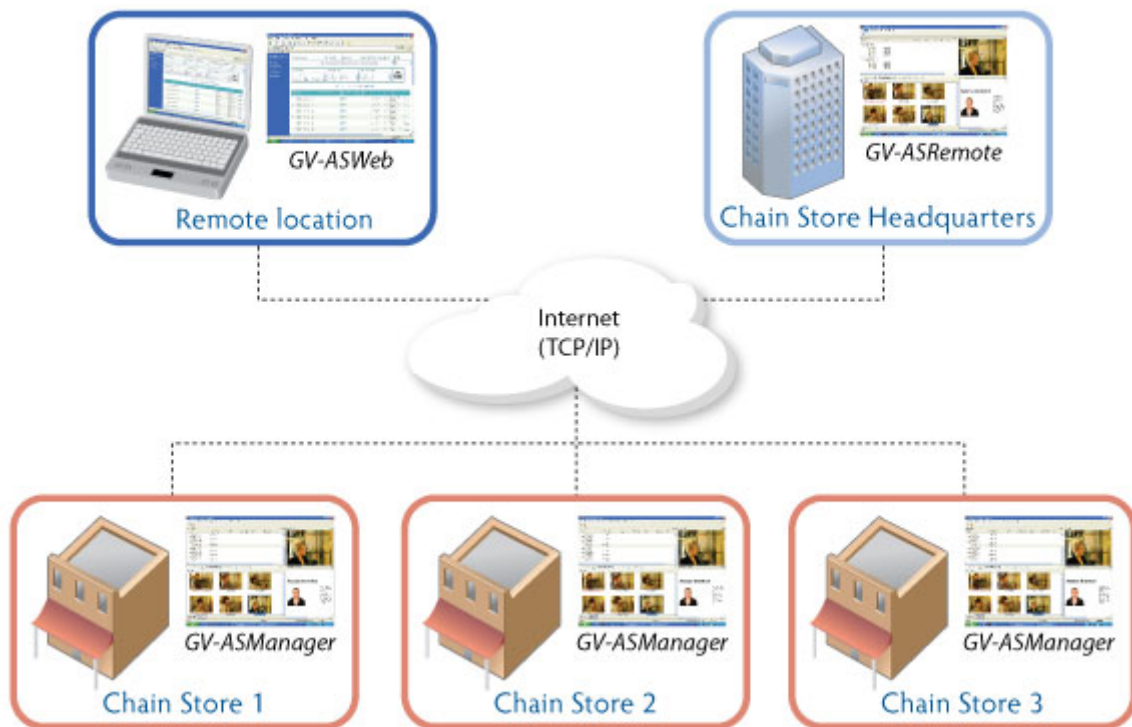 GV-ASWeb
Remote location
GV-ASRemote
Chain Store Headquarters
Internet
(TCP/IP)
GV-ASManager
Chain Store 1
GV-ASManager
Chain Store 2
GV-ASManager
Chain Store 3